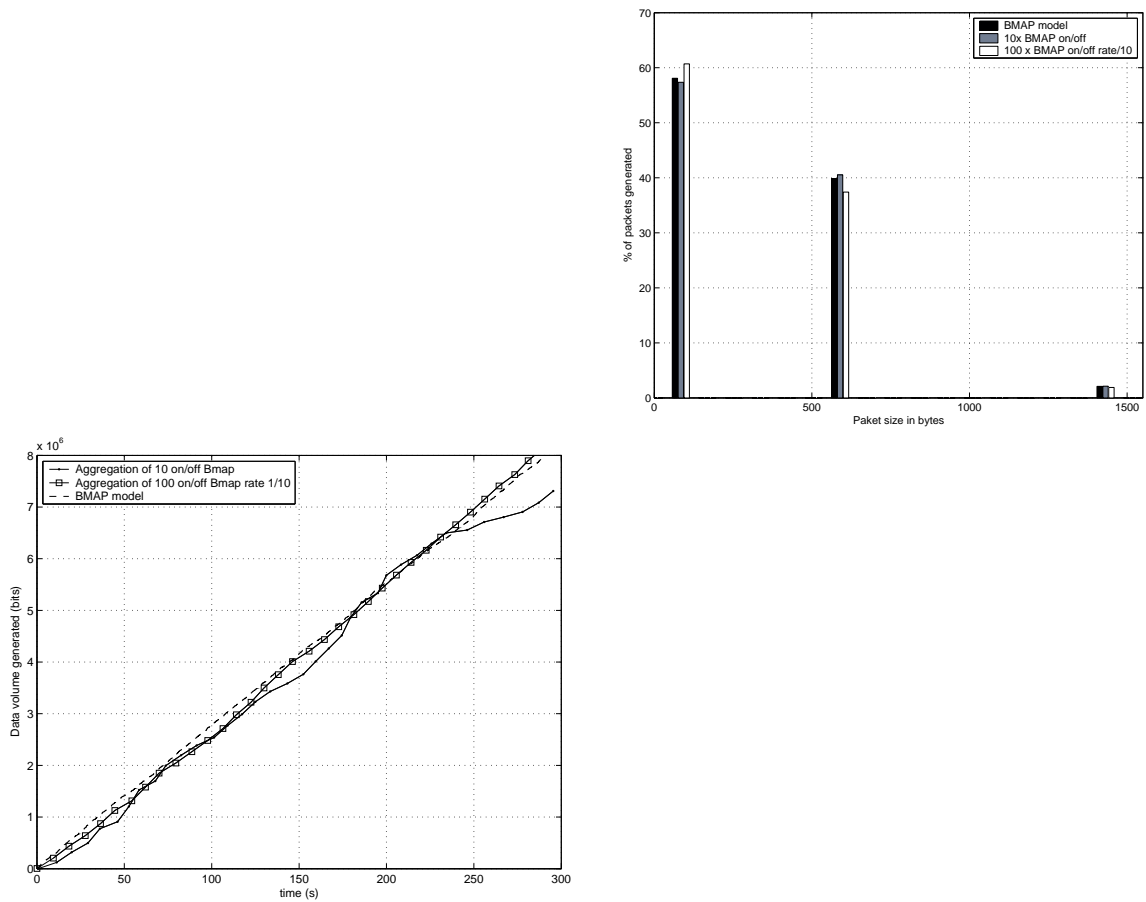 70
60
50
40
30
20
10
0
% of packets generated
BMAP model
10x BMAP on/off
100 x BMAP on/off rate/10
0 500 1000 1500
Paket size in bytes
x 10^6
8
7
6
5
4
3
2
1
0
Data volume generated (bits)
Aggregation of 10 on/off Bmap
Aggregation of 100 on/off Bmap rate 1/10
BMAP model
0 50 100 150 200 250 300
time (s)